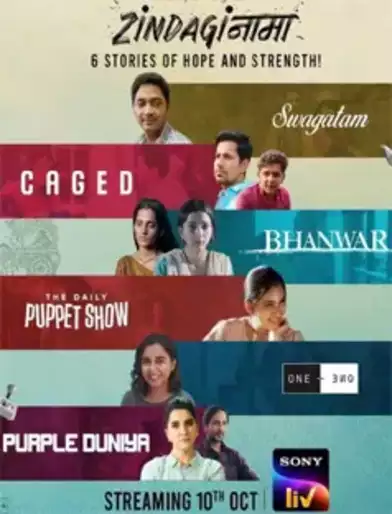 ZINDAGIनामा
6 STORIES OF HOPE AND STRENGTH!
Swagatam
CAGED
BHANWAR
THE DAILY
PUPPET SHOW
ONE - ONE
PURPLE DUNIYA
SONY
liv
STREAMING 10TH OCT